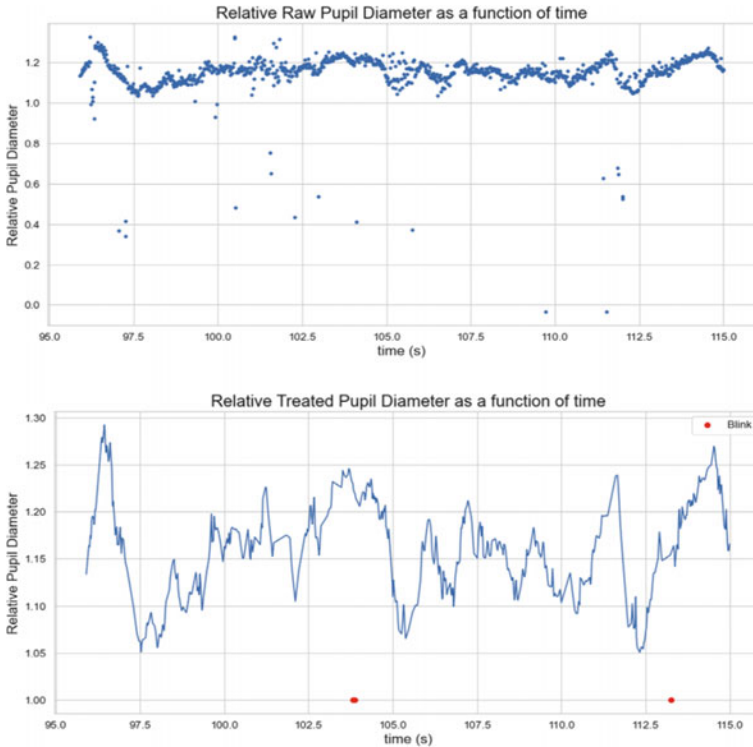 Relative Raw Pupil Diameter as a function of time
Relative Pupil Diameter
1.2
1.0
0.8
0.6
0.4
0.2
0.0
95.0 97.5 100.0 102.5 105.0 107.5 110.0 112.5 115.0
time (s)
Relative Treated Pupil Diameter as a function of time
Blink
Relative Pupil Diameter
1.30
1.25
1.20
1.15
1.10
1.05
1.00
95.0 97.5 100.0 102.5 105.0 107.5 110.0 112.5 115.0
time (s)